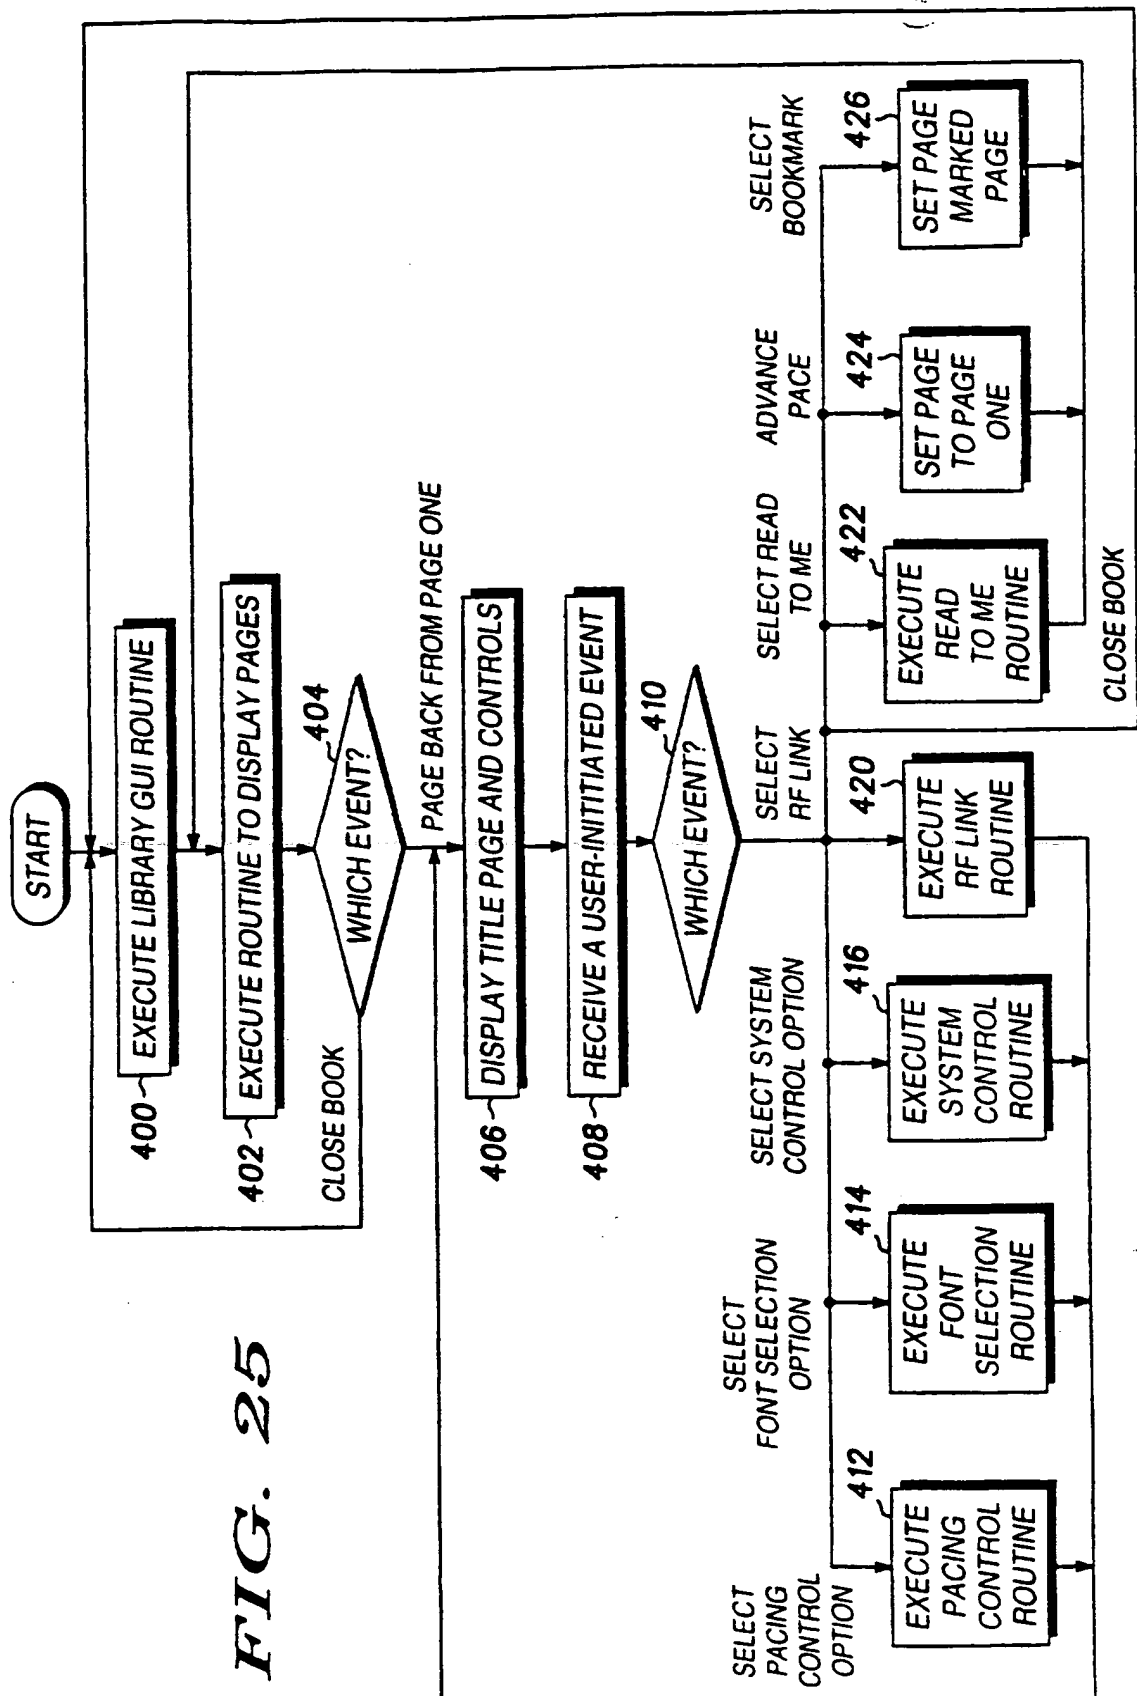 FIG. 25
START
400
EXECUTE LIBRARY GUI ROUTINE
402
EXECUTE ROUTINE TO DISPLAY PAGES
404
WHICH EVENT?
CLOSE BOOK
PAGE BACK FROM PAGE ONE
406
DISPLAY TITLE PAGE AND CONTROLS
408
RECEIVE A USER-INITIATED EVENT
410
WHICH EVENT?
SELECT
PACING
CONTROL
OPTION
412
EXECUTE
PACING
CONTROL
ROUTINE
SELECT
FONT SELECTION
OPTION
414
EXECUTE
FONT
SELECTION
ROUTINE
SELECT SYSTEM
CONTROL OPTION
416
EXECUTE
SYSTEM
CONTROL
ROUTINE
SELECT
RF LINK
420
EXECUTE
RF LINK
ROUTINE
SELECT READ
TO ME
422
EXECUTE
READ
TO ME
ROUTINE
ADVANCE
PACE
424
SET PAGE
TO PAGE
ONE
SELECT
BOOKMARK
426
SET PAGE
MARKED
PAGE
CLOSE BOOK